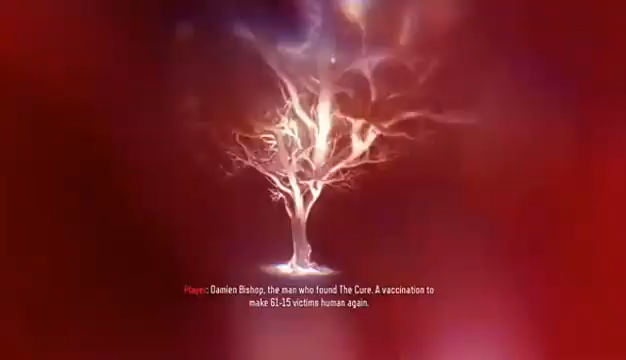 Player: Damien Bishop, the man who found The Cure. A vaccination to
make 61-15 victims human again.